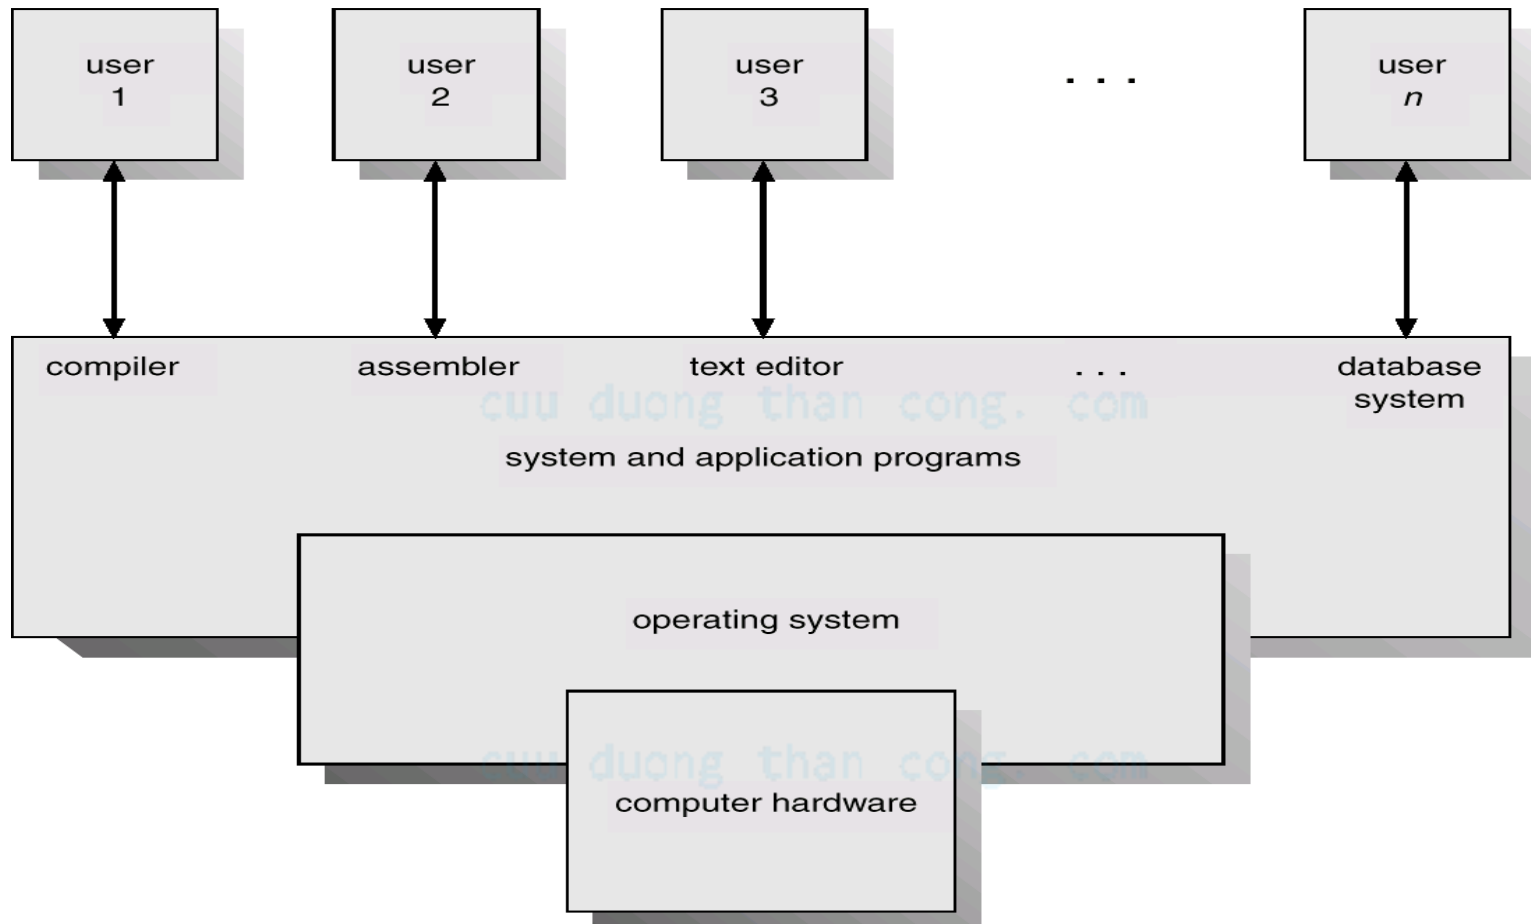 user user user . . . user
1 2 3 n
compiler assembler text editor . . . database
system
cuu duong than cong. com
system and application programs
operating system
cuu duong than cong. com
computer hardware